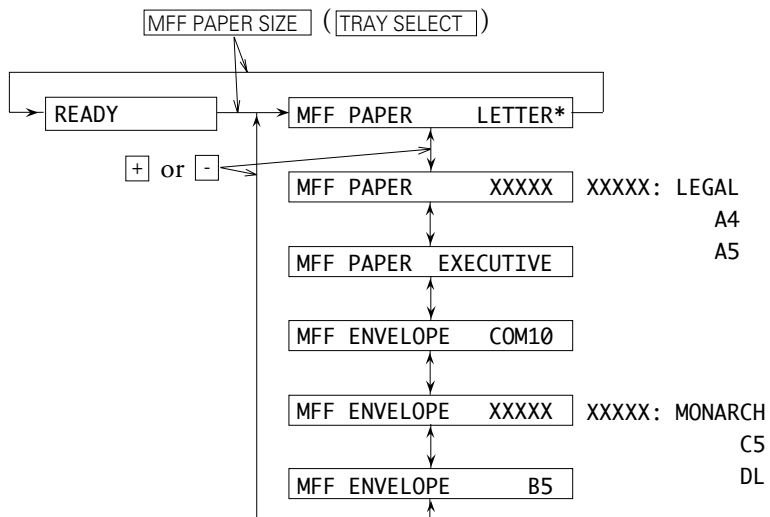 MFF PAPER SIZE ( TRAY SELECT )
READY
MFF PAPER LETTER*
+ or -
MFF PAPER XXXXX XXXXX: LEGAL
A4
A5
MFF PAPER EXECUTIVE
MFF ENVELOPE COM10
MFF ENVELOPE XXXXX XXXXX: MONARCH
C5
DL
MFF ENVELOPE B5